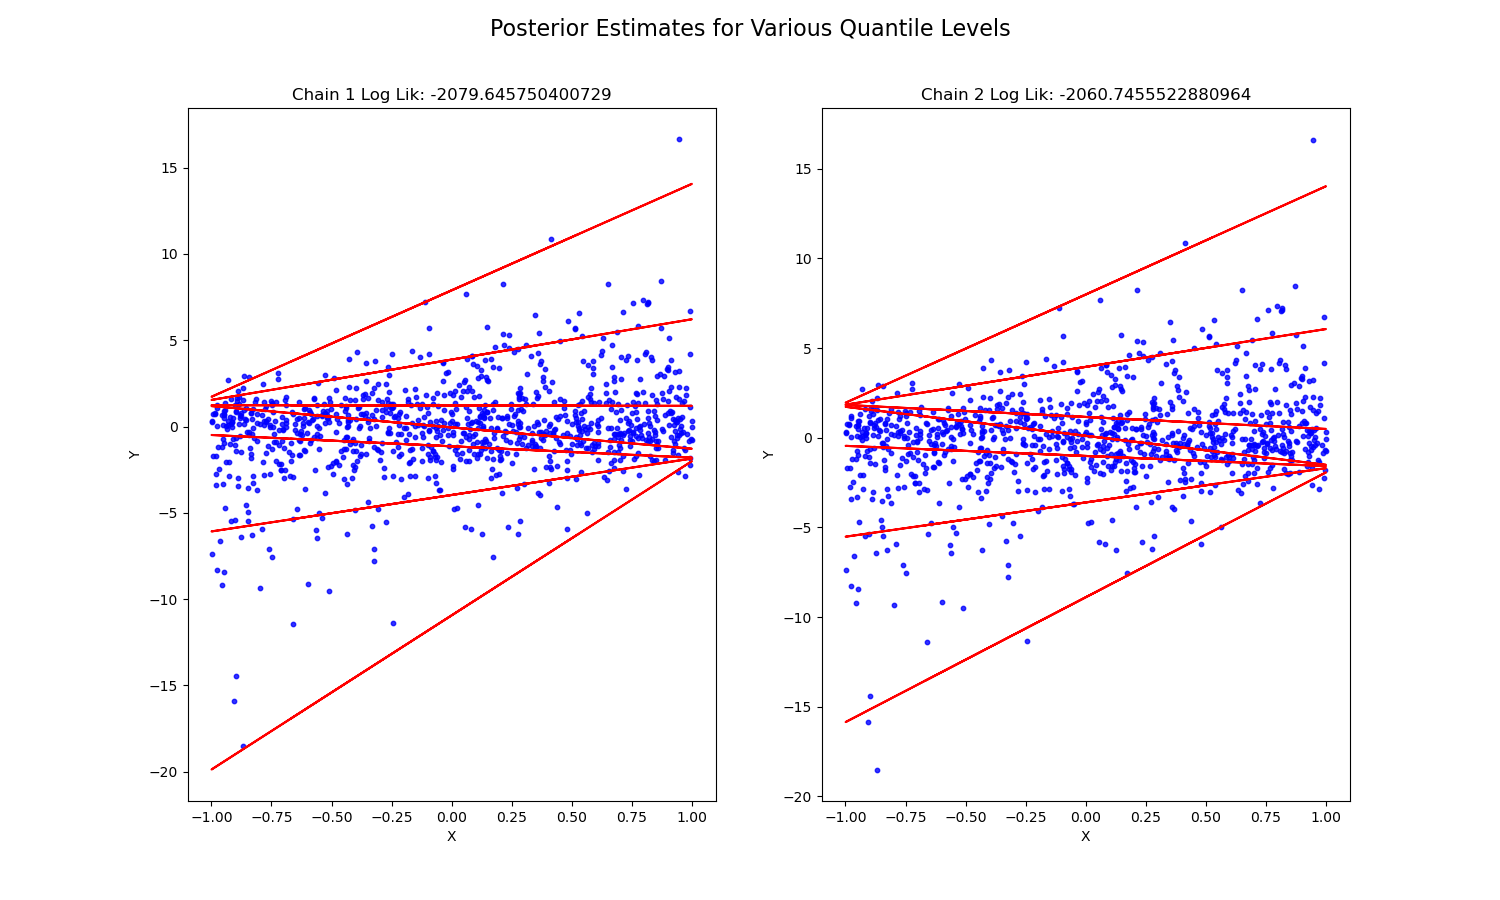 Posterior Estimates for Various Quantile Levels
Chain 1 Log Lik: -2079.645750400729
15
10
5
0
−5
−10
−15
−20
Y
−1.00 −0.75 −0.50 −0.25 0.00 0.25 0.50 0.75 1.00
X
Chain 2 Log Lik: -2060.7455522880964
15
10
5
0
−5
−10
−15
−20
Y
−1.00 −0.75 −0.50 −0.25 0.00 0.25 0.50 0.75 1.00
X